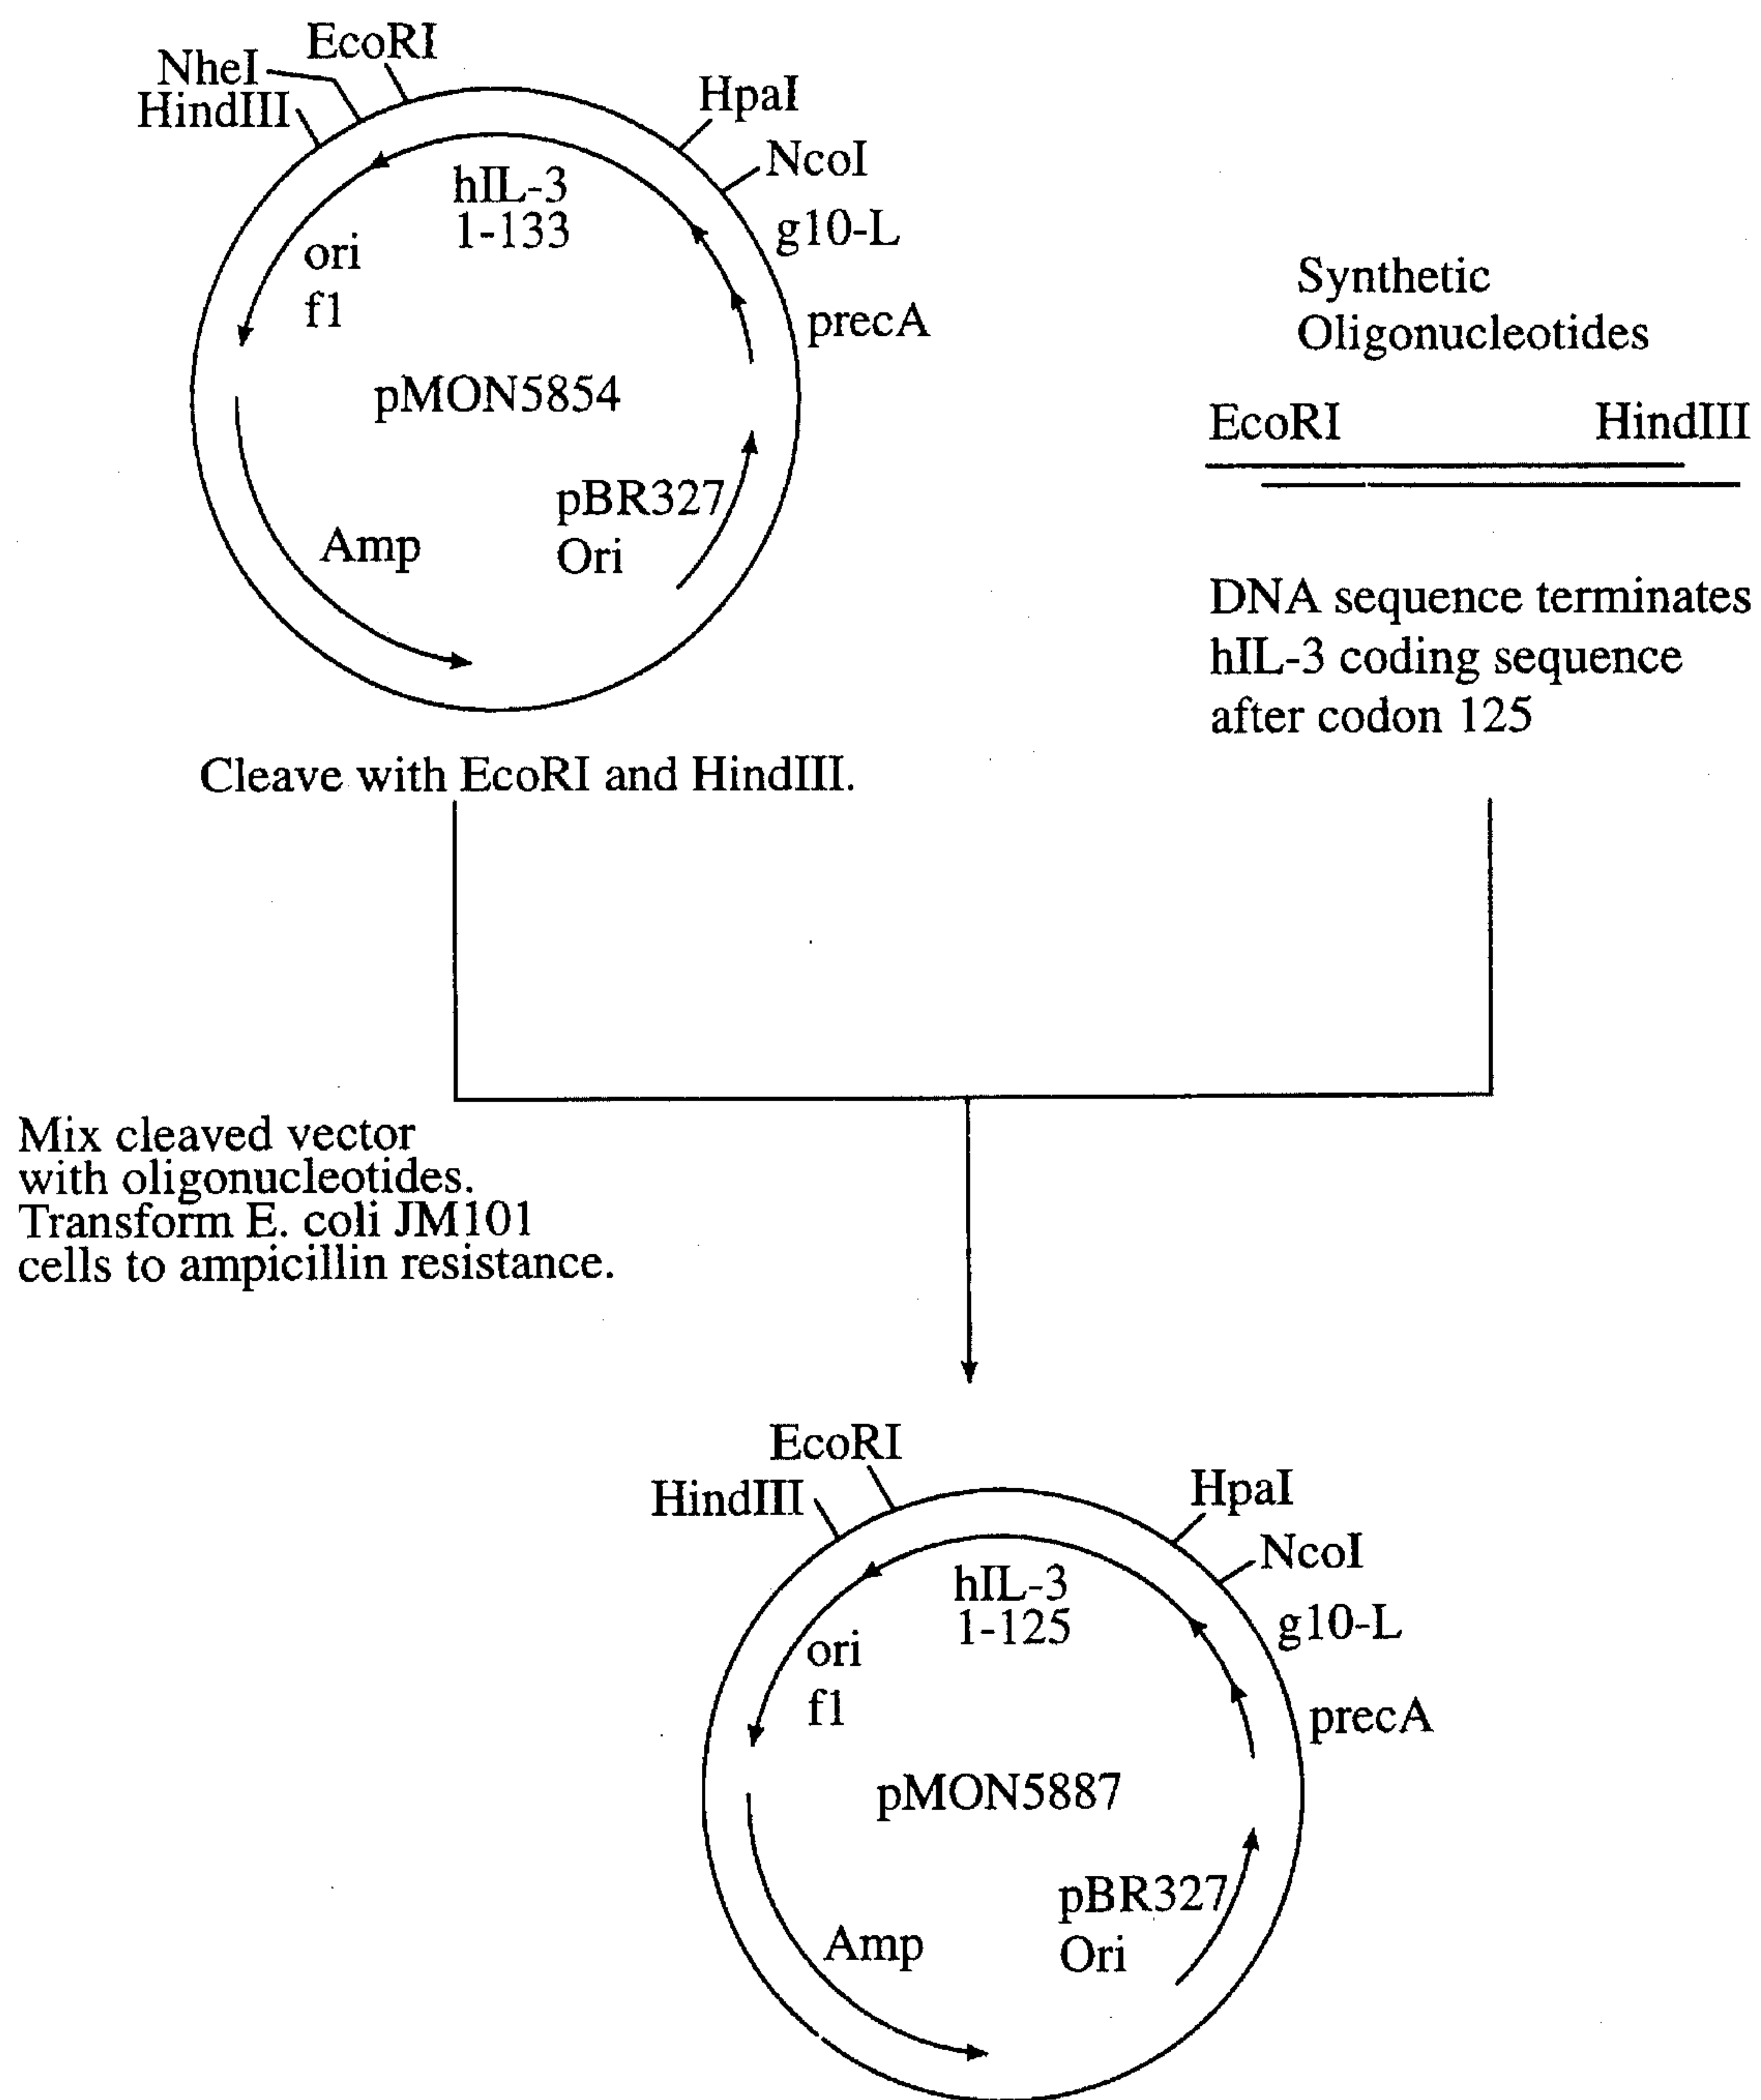 EcoRI
NheI
HindIII
HpaI
NcoI
g10-L
precA
hIL-3
1-133
ori
f1
pMON5854
pBR327
Ori
Amp
Synthetic
Oligonucleotides
EcoRI HindIII
DNA sequence terminates
hIL-3 coding sequence
after codon 125
Cleave with EcoRI and HindIII.
Mix cleaved vector
with oligonucleotides.
Transform E. coli JM101
cells to ampicillin resistance.
EcoRI
HindIII
HpaI
NcoI
g10-L
precA
hIL-3
1-125
ori
f1
pMON5887
pBR327
Ori
Amp